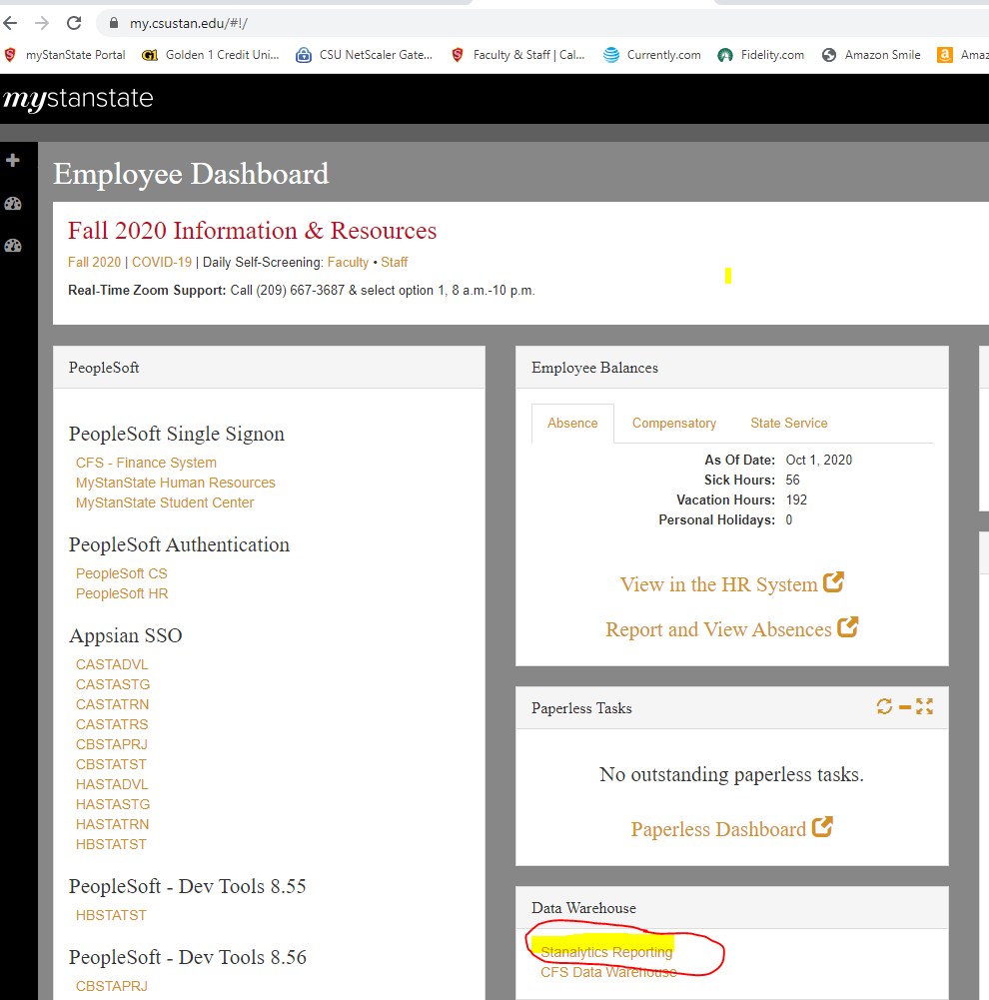 my.csustan.edu/#!/
myStanState Portal
G1 Golden 1 Credit Uni...
CSU NetScaler Gate...
Faculty & Staff | Cal...
Currently.com
Fidelity.com
Amazon Smile
a Amaz
mystanstate
Employee Dashboard
Fall 2020 Information & Resources
Fall 2020 | COVID-19 | Daily Self-Screening: Faculty • Staff
Real-Time Zoom Support: Call (209) 667-3687 & select option 1, 8 a.m.-10 p.m.
PeopleSoft
PeopleSoft Single Signon
CFS - Finance System
MyStanState Human Resources
MyStanState Student Center
PeopleSoft Authentication
PeopleSoft CS
PeopleSoft HR
Appsian SSO
CASTADVL
CASTASTG
CASTATRN
CASTATRS
CBSTAPRJ
CBSTATST
HASTADVL
HASTASTG
HASTATRN
HBSTATST
PeopleSoft - Dev Tools 8.55
HBSTATST
PeopleSoft - Dev Tools 8.56
CBSTAPRJ
Employee Balances
Absence
Compensatory
State Service
As Of Date: Oct 1, 2020
Sick Hours: 56
Vacation Hours: 192
Personal Holidays: 0
View in the HR System
Report and View Absences
Paperless Tasks
No outstanding paperless tasks.
Paperless Dashboard
Data Warehouse
Stanalytics Reporting
CFS Data Warehouse